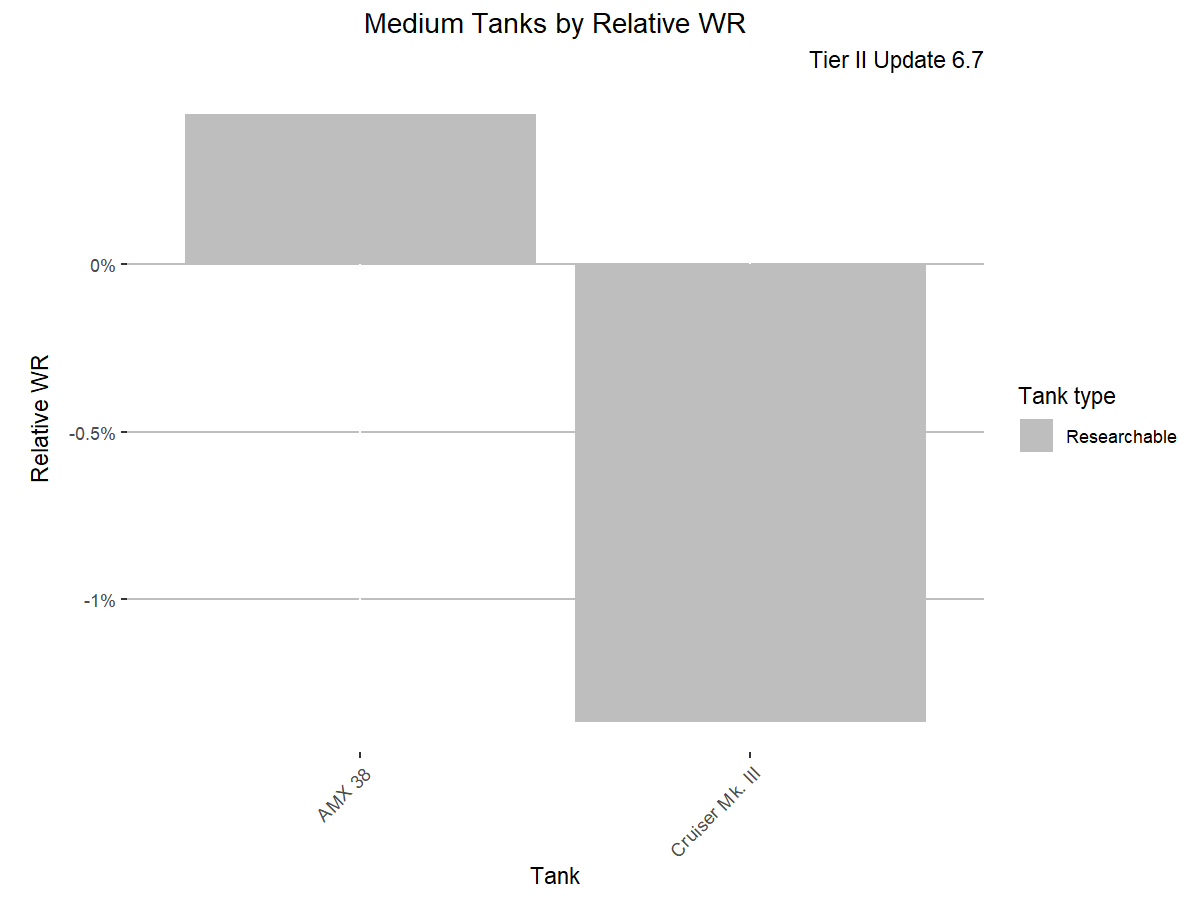 Medium Tanks by Relative WR
Tier II Update 6.7
0%
-0.5%
-1%
Relative WR
AMX 38
Cruiser Mk. III
Tank
Tank type
Researchable